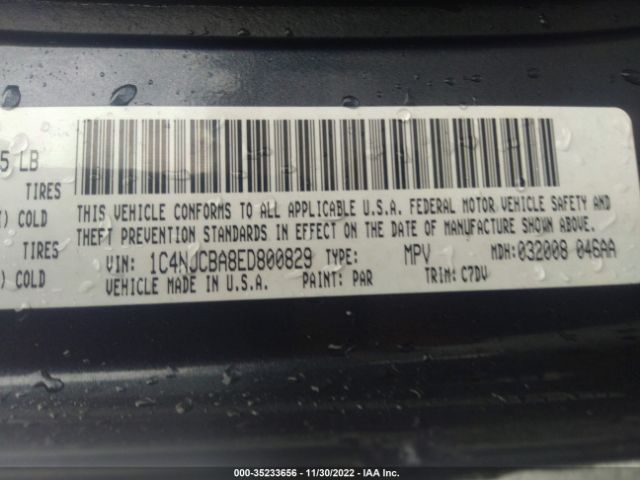 5 LB
TIRES
) COLD
TIRES
) COLD
THIS VEHICLE CONFORMS TO ALL APPLICABLE U.S.A. FEDERAL MOTOR VEHICLE SAFETY AND
THEFT PREVENTION STANDARDS IN EFFECT ON THE DATE OF MANUFACTURE SHOWN ABOVE.
VIN: 1C4NJCBA8ED800829 TYPE: MPV MDH:032008 046AA
VEHICLE MADE IN U.S.A. PAINT: PAR TRIM: C7DV
000-35233656 - 11/30/2022 - IAA Inc.